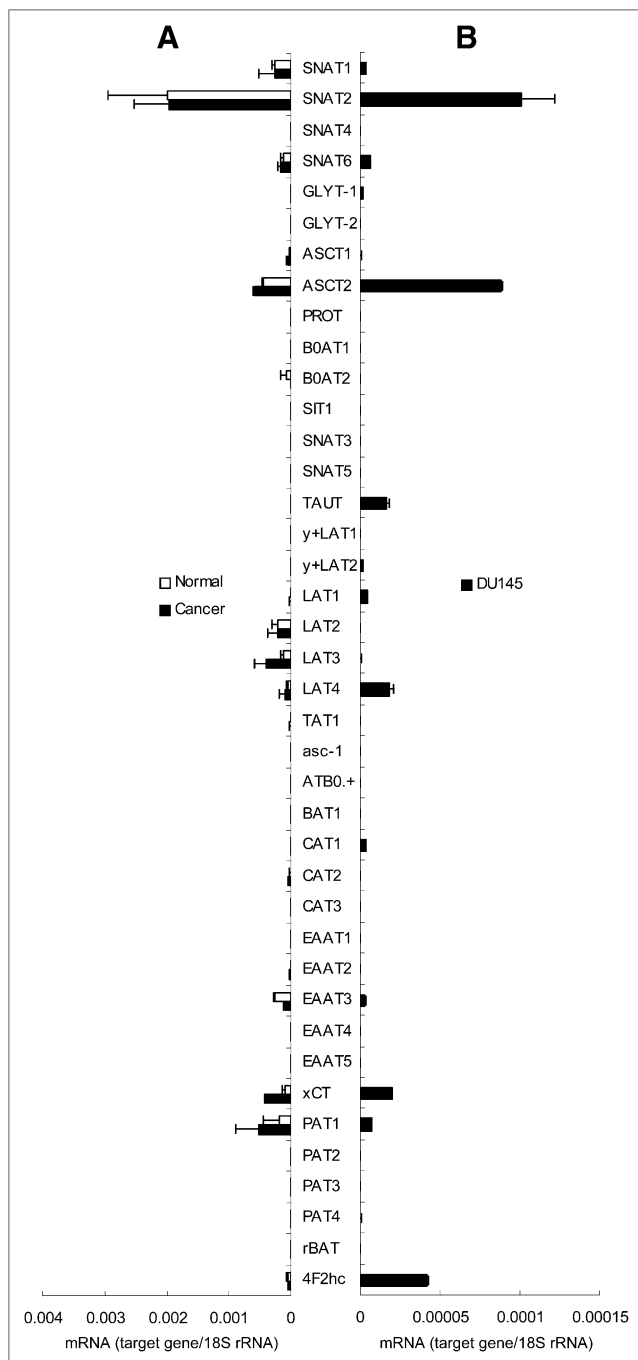 A B
SNAT1
SNAT2
SNAT4
SNAT6
GLYT-1
GLYT-2
ASCT1
ASCT2
PROT
B0AT1
B0AT2
SIT1
SNAT3
SNAT5
TAUT
y+LAT1
y+LAT2
Normal
Cancer
DU145
LAT1
LAT2
LAT3
LAT4
TAT1
asc-1
ATB0.+
BAT1
CAT1
CAT2
CAT3
EAAT1
EAAT2
EAAT3
EAAT4
EAAT5
xCT
PAT1
PAT2
PAT3
PAT4
rBAT
4F2hc
0.004 0.003 0.002 0.001 0 0 0.00005 0.0001 0.00015
mRNA (target gene/18S rRNA) mRNA (target gene/18S rRNA)